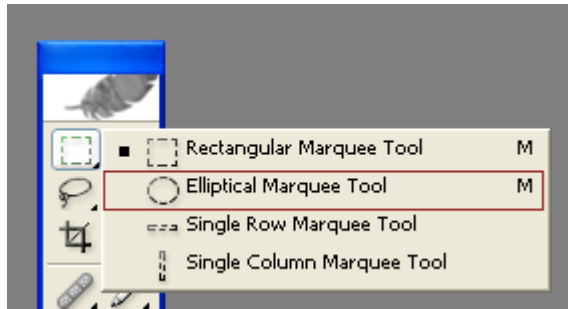 Rectangular Marquee Tool M
Elliptical Marquee Tool M
Single Row Marquee Tool
Single Column Marquee Tool